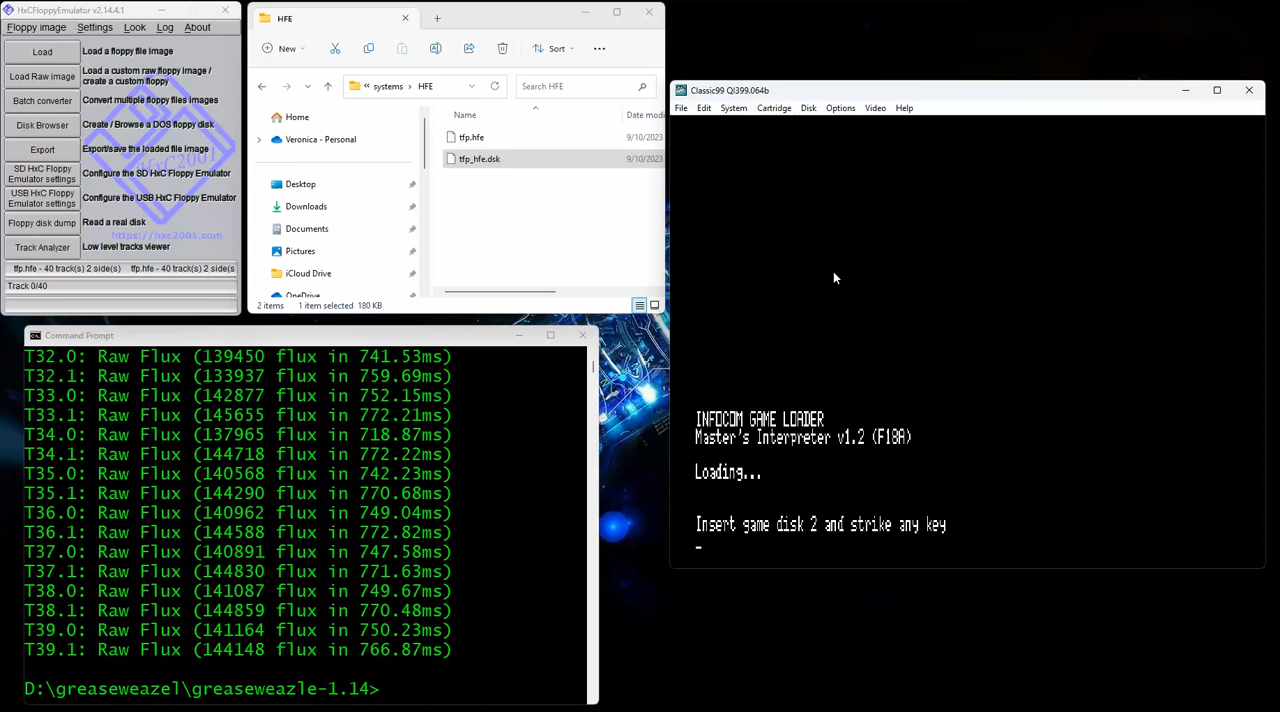 HxCFloppyEmulator v2.14.4.1
Floppy image Settings Look Log About
Load Load a floppy file image
Load Raw image Load a custom raw floppy image /
create a custom floppy
Batch converter Convert multiple floppy files images
Disk Browser Create / Browse a DOS floppy disk
Export Export/save the loaded file image
SD HxC Floppy
Emulator settings Configure the SD HxC Floppy Emulator
USB HxC Floppy
Emulator settings Configure the USB HxC Floppy Emulator
Floppy disk dump Read a real disk
https://hxc2001.com
Track Analyzer Low level tracks viewer
tfp.hfe - 40 track(s) 2 side(s) tfp.hfe - 40 track(s) 2 side(s
Track 0/40
HxC2001
HFE
New Sort
« systems > HFE Search HFE
Home
Veronica - Personal
Desktop
Downloads
Documents
Pictures
iCloud Drive
OneDrive
Name Date modi
tfp.hfe 9/10/2023
tfp_hfe.dsk 9/10/2023
2 items 1 item selected 180 KB
Classic99 QI399.064b
File Edit System Cartridge Disk Options Video Help
INFOCOM GAME LOADER
Master's Interpreter v1.2 (F18A)
Loading...
Insert game disk 2 and strike any key
Command Prompt
T32.0: Raw Flux (139450 flux in 741.53ms)
T32.1: Raw Flux (133937 flux in 759.69ms)
T33.0: Raw Flux (142877 flux in 752.15ms)
T33.1: Raw Flux (145655 flux in 772.21ms)
T34.0: Raw Flux (137965 flux in 718.87ms)
T34.1: Raw Flux (144718 flux in 772.22ms)
T35.0: Raw Flux (140568 flux in 742.23ms)
T35.1: Raw Flux (144290 flux in 770.68ms)
T36.0: Raw Flux (140962 flux in 749.04ms)
T36.1: Raw Flux (144588 flux in 772.82ms)
T37.0: Raw Flux (140891 flux in 747.58ms)
T37.1: Raw Flux (144830 flux in 771.63ms)
T38.0: Raw Flux (141087 flux in 749.67ms)
T38.1: Raw Flux (144859 flux in 770.48ms)
T39.0: Raw Flux (141164 flux in 750.23ms)
T39.1: Raw Flux (144148 flux in 766.87ms)
D:\greaseweazel\greaseweazle-1.14>